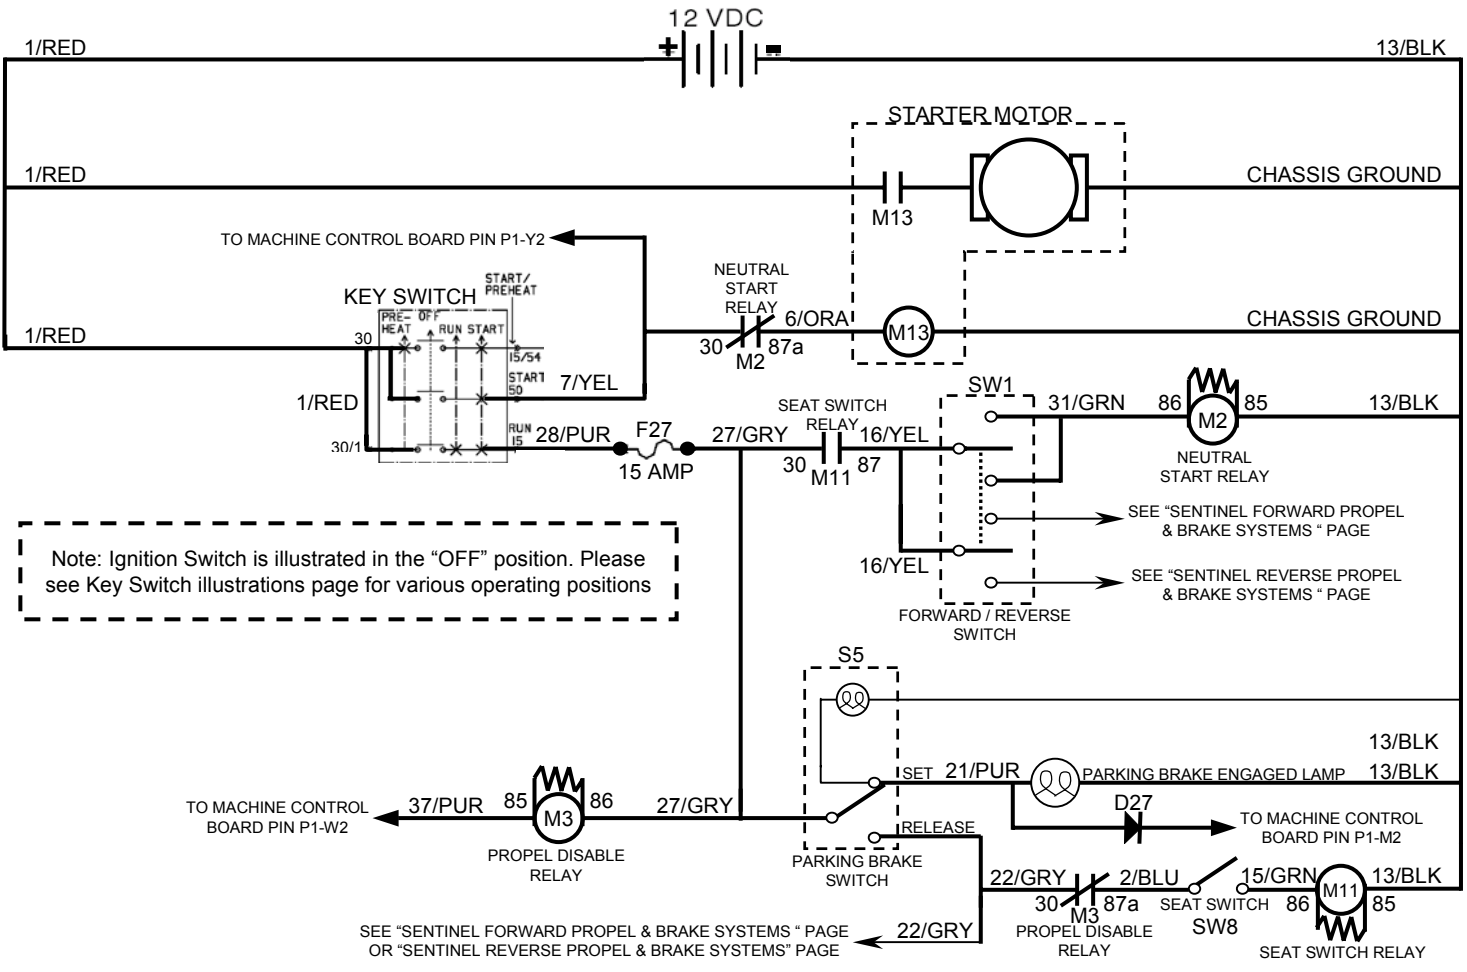 12 VDC
1/RED
+
-
13/BLK
STARTER MOTOR
1/RED
M13
CHASSIS GROUND
TO MACHINE CONTROL BOARD PIN P1-Y2
KEY SWITCH
START/
PREHEAT
PRE-
HEAT
OFF
RUN
START
1/RED
30
15/54
START
50
7/YEL
1/RED
30/1
RUN
15
NEUTRAL
START
RELAY
30
M2
87a
6/ORA
M13
CHASSIS GROUND
28/PUR
F27
15 AMP
27/GRY
SEAT SWITCH
RELAY
30
M11
87
16/YEL
16/YEL
SW1
31/GRN
86
M2
85
13/BLK
NEUTRAL
START RELAY
SEE “SENTINEL FORWARD PROPEL
& BRAKE SYSTEMS “ PAGE
SEE “SENTINEL REVERSE PROPEL
& BRAKE SYSTEMS “ PAGE
FORWARD / REVERSE
SWITCH
Note: Ignition Switch is illustrated in the “OFF” position. Please
see Key Switch illustrations page for various operating positions
S5
13/BLK
SET
21/PUR
PARKING BRAKE ENGAGED LAMP
13/BLK
D27
TO MACHINE CONTROL
BOARD PIN P1-M2
TO MACHINE CONTROL
BOARD PIN P1-W2
37/PUR
85
M3
86
27/GRY
PROPEL DISABLE
RELAY
RELEASE
PARKING BRAKE
SWITCH
22/GRY
30
M3
87a
PROPEL DISABLE
RELAY
2/BLU
SEAT SWITCH
SW8
15/GRN
86
M11
85
13/BLK
SEAT SWITCH RELAY
22/GRY
SEE “SENTINEL FORWARD PROPEL & BRAKE SYSTEMS “ PAGE
OR “SENTINEL REVERSE PROPEL & BRAKE SYSTEMS” PAGE